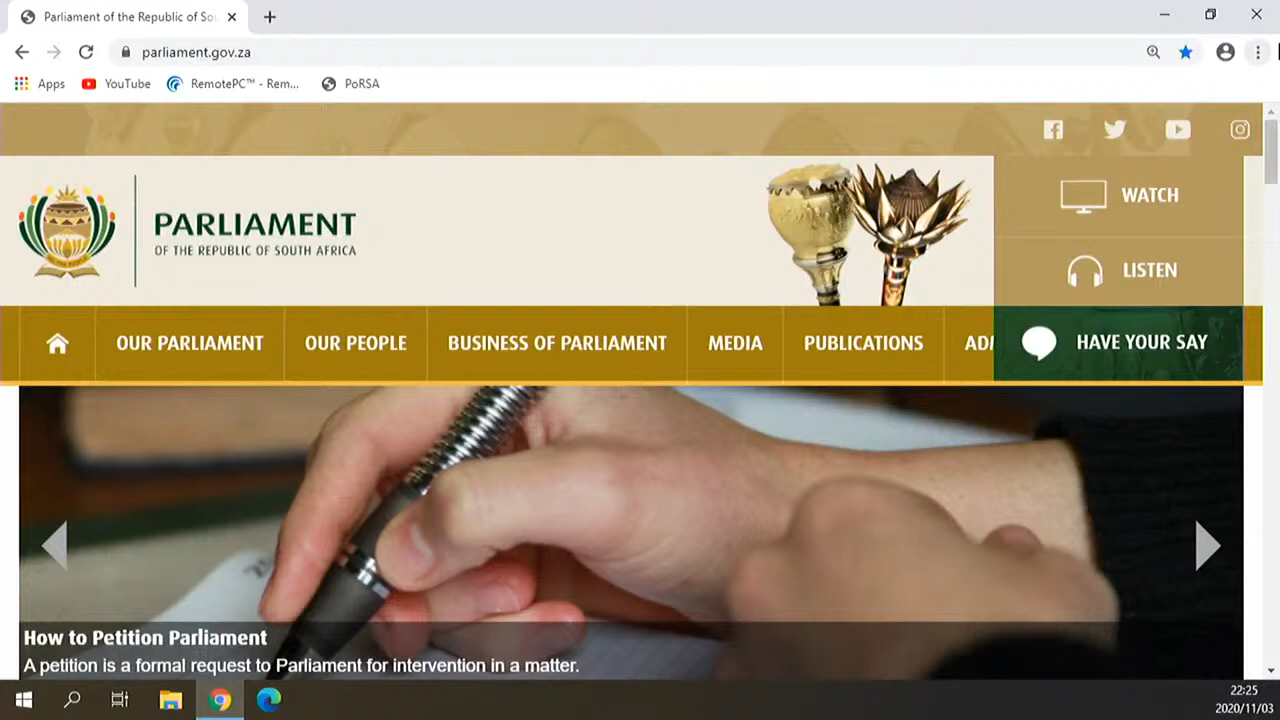 Parliament of the Republic of Sou
parliament.gov.za
Apps
YouTube
RemotePC™ - Rem...
PoRSA
PARLIAMENT
OF THE REPUBLIC OF SOUTH AFRICA
WATCH
LISTEN
OUR PARLIAMENT
OUR PEOPLE
BUSINESS OF PARLIAMENT
MEDIA
PUBLICATIONS
ADM
HAVE YOUR SAY
How to Petition Parliament
A petition is a formal request to Parliament for intervention in a matter.
22:25
2020/11/03